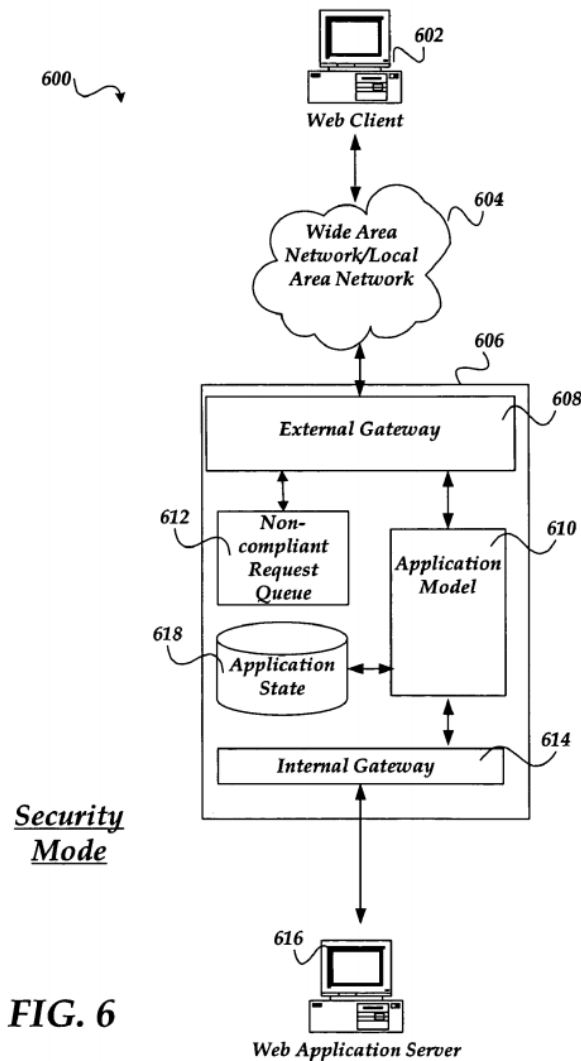 602
600
Web Client
604
Wide Area
Network/Local
Area Network
606
External Gateway
608
612
Non-
compliant
Request
Queue
610
Application
Model
618
Application
State
Internal Gateway
614
Security
Mode
616
FIG. 6
Web Application Server